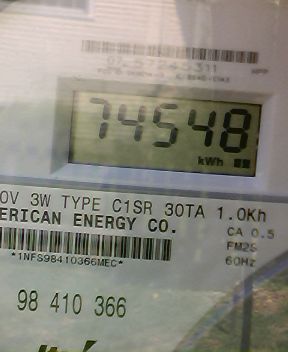 74548
kWh
0V 3W TYPE C1SR 30TA 1.0Kh
ERICAN ENERGY CO.
CA 0.5
FM2S
60Hz
*1NFS98410366MEC*
98 410 366